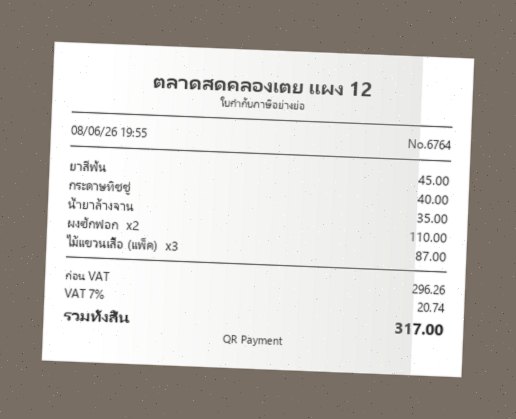 ตลาดสดคลองเตย แผง 12
ใบกำกับภาษีอย่างย่อ
08/06/26 19:55 No.6764
ยาสีฟัน 45.00
กระดาษทิชชู่ 40.00
น้ำยาล้างจาน 35.00
ผงซักฟอก x2 110.00
ไม้แขวนเสื้อ (แพ็ค) x3 87.00
ก่อน VAT 296.26
VAT 7% 20.74
รวมทั้งสิ้น 317.00
QR Payment